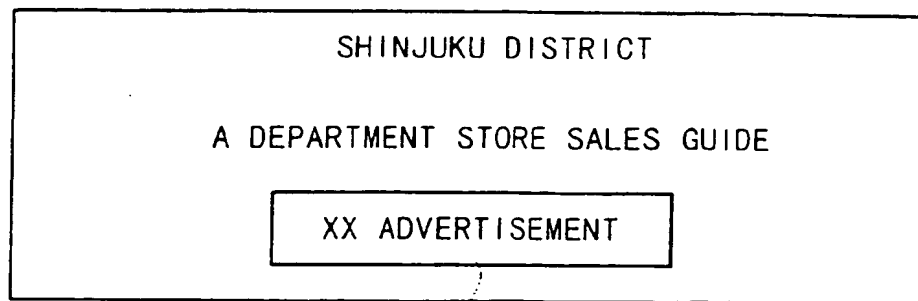 SHINJUKU DISTRICT
A DEPARTMENT STORE SALES GUIDE
XX ADVERTISEMENT